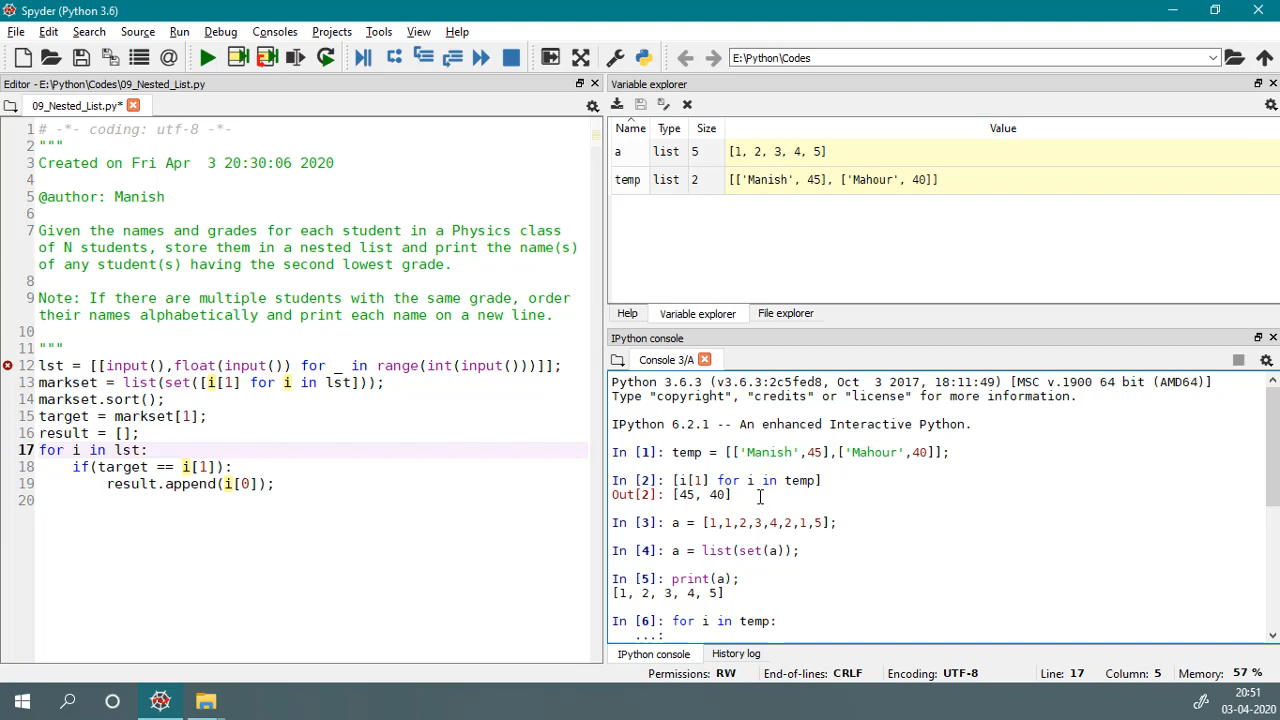 Spyder (Python 3.6)
File Edit Search Source Run Debug Consoles Projects Tools View Help
E:\Python\Codes
Editor - E:\Python\Codes\09_Nested_List.py
09_Nested_List.py*
1 # -*- coding: utf-8 -*-
2 """
3 Created on Fri Apr  3 20:30:06 2020
4
5 @author: Manish
6
7 Given the names and grades for each student in a Physics class
of N students, store them in a nested list and print the name(s)
of any student(s) having the second lowest grade.
8
9 Note: If there are multiple students with the same grade, order
their names alphabetically and print each name on a new line.
10
11 """
12 lst = [[input(),float(input()) for _ in range(int(input()))]];
13 markset = list(set([i[1] for i in lst]));
14 markset.sort();
15 target = markset[1];
16 result = [];
17 for i in lst:
18     if(target == i[1]):
19         result.append(i[0]);
20
Variable explorer
Name Type Size Value
a list 5 [1, 2, 3, 4, 5]
temp list 2 [['Manish', 45], ['Mahour', 40]]
Help Variable explorer File explorer
IPython console
Console 3/A
Python 3.6.3 (v3.6.3:2c5fed8, Oct  3 2017, 18:11:49) [MSC v.1900 64 bit (AMD64)]
Type "copyright", "credits" or "license" for more information.
IPython 6.2.1 -- An enhanced Interactive Python.
In [1]: temp = [['Manish',45],['Mahour',40]];
In [2]: [i[1] for i in temp]
Out[2]: [45, 40]
In [3]: a = [1,1,2,3,4,2,1,5];
In [4]: a = list(set(a));
In [5]: print(a);
[1, 2, 3, 4, 5]
In [6]: for i in temp:
...:
IPython console History log
Permissions: RW End-of-lines: CRLF Encoding: UTF-8 Line: 17 Column: 5 Memory: 57 %
20:51
03-04-2020